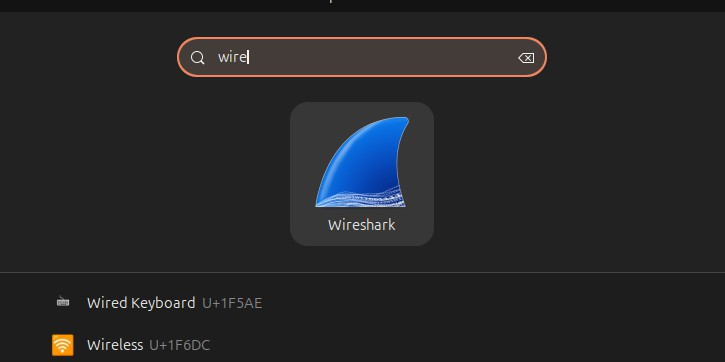 wire
Wireshark
Wired Keyboard U+1F5AE
Wireless U+1F6DC